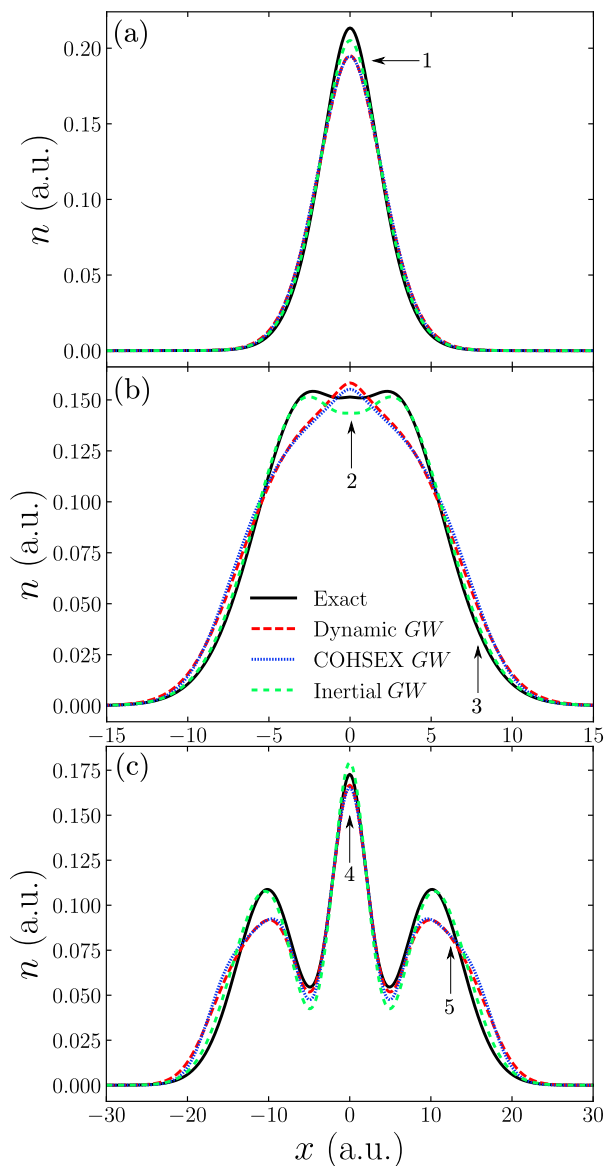 (a)
0.20
1
0.15
n (a.u.)
0.10
0.05
0.00
(b)
0.150
0.125
2
0.100
n (a.u.)
0.075
Exact
0.050
Dynamic GW
COHSEX GW
0.025
Inertial GW
3
0.000
−15 −10 −5 0 5 10 15
(c)
0.175
0.150
4
0.125
0.100
n (a.u.)
0.075
5
0.050
0.025
0.000
−30 −20 −10 0 10 20 30
x (a.u.)